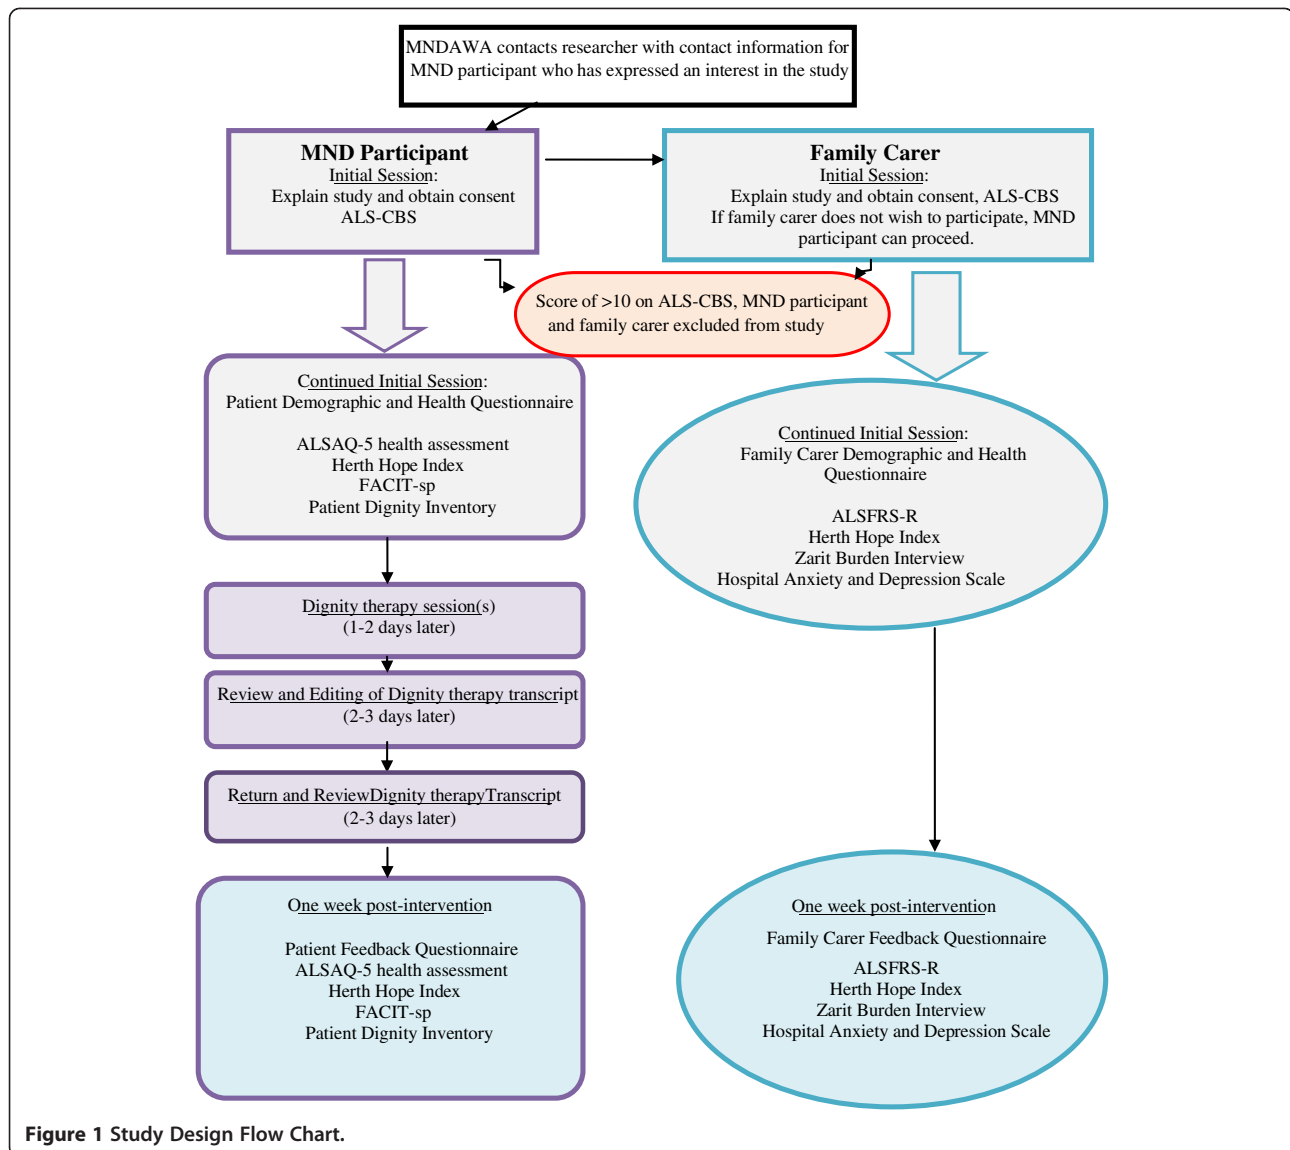 MNDAWA contacts researcher with contact information for
MND participant who has expressed an interest in the study
MND Participant
Initial Session:
Explain study and obtain consent
ALS-CBS
Family Carer
Initial Session:
Explain study and obtain consent, ALS-CBS
If family carer does not wish to participate, MND
participant can proceed.
Score of >10 on ALS-CBS, MND participant
and family carer excluded from study
Continued Initial Session:
Patient Demographic and Health Questionnaire
ALSAQ-5 health assessment
Herth Hope Index
FACIT-sp
Patient Dignity Inventory
Continued Initial Session:
Family Carer Demographic and Health
Questionnaire
ALSFRS-R
Herth Hope Index
Zarit Burden Interview
Hospital Anxiety and Depression Scale
Dignity therapy session(s)
(1-2 days later)
Review and Editing of Dignity therapy transcript
(2-3 days later)
Return and ReviewDignity therapyTranscript
(2-3 days later)
One week post-intervention
Patient Feedback Questionnaire
ALSAQ-5 health assessment
Herth Hope Index
FACIT-sp
Patient Dignity Inventory
One week post-intervention
Family Carer Feedback Questionnaire
ALSFRS-R
Herth Hope Index
Zarit Burden Interview
Hospital Anxiety and Depression Scale
Figure 1 Study Design Flow Chart.